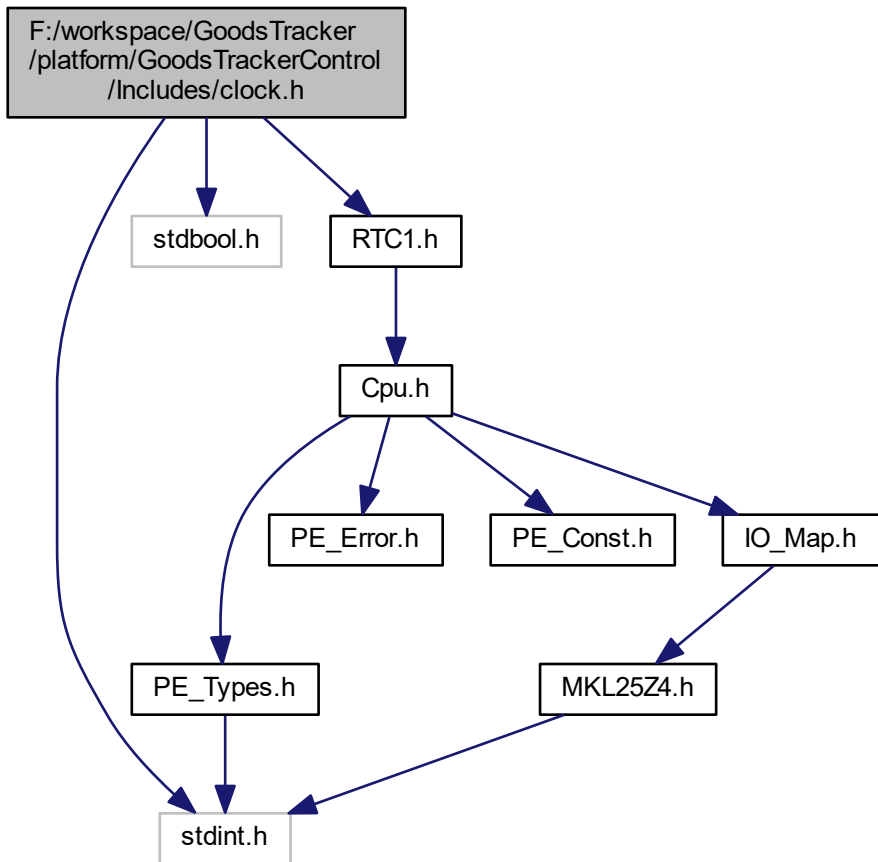 F:/workspace/GoodsTracker
/platform/GoodsTrackerControl
/Includes/clock.h
stdbool.h
RTC1.h
Cpu.h
PE_Error.h
PE_Const.h
IO_Map.h
PE_Types.h
MKL25Z4.h
stdint.h